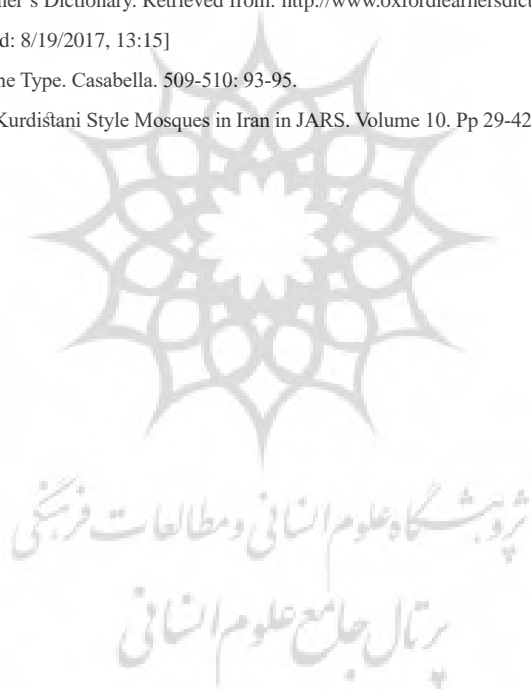 ner's Dictionary. Retrieved from: http://www.oxfordlearnersdict
d: 8/19/2017, 13:15]
ne Type. Casabella. 509-510: 93-95.
Kurdistani Style Mosques in Iran in JARS. Volume 10. Pp 29-42
پژوهشگاه علوم انسانی و مطالعات فرهنگی
پرتال جامع علوم انسانی